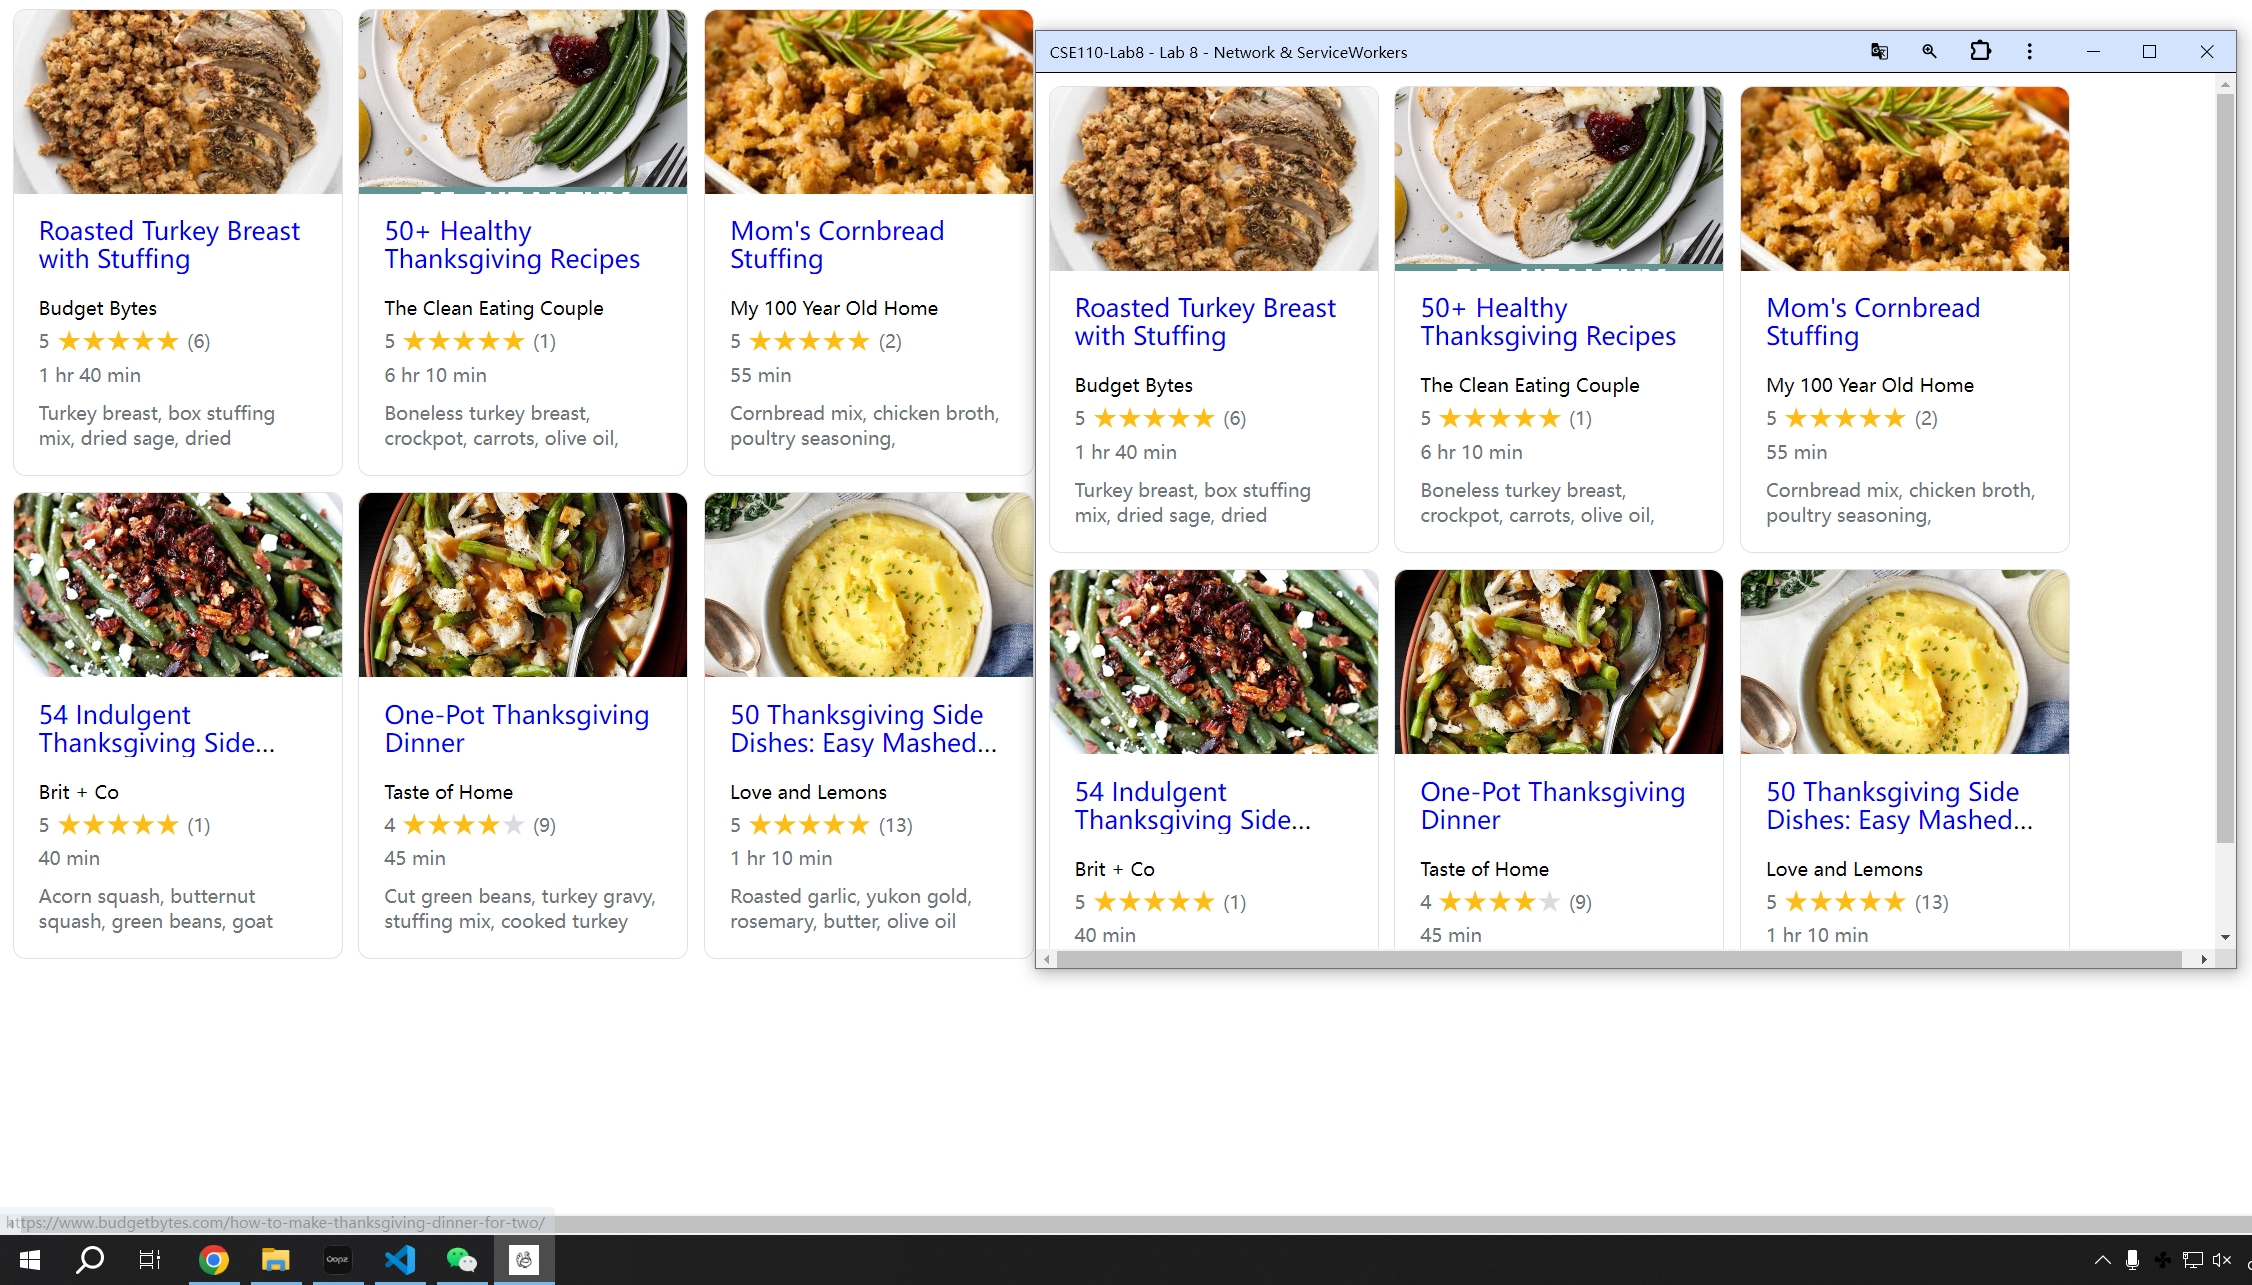 Roasted Turkey Breast
with Stuffing
Budget Bytes
5 ★★★★★ (6)
1 hr 40 min
Turkey breast, box stuffing
mix, dried sage, dried
50+ Healthy
Thanksgiving Recipes
The Clean Eating Couple
5 ★★★★★ (1)
6 hr 10 min
Boneless turkey breast,
crockpot, carrots, olive oil,
Mom's Cornbread
Stuffing
My 100 Year Old Home
5 ★★★★★ (2)
55 min
Cornbread mix, chicken broth,
poultry seasoning,
54 Indulgent
Thanksgiving Side...
Brit + Co
5 ★★★★★ (1)
40 min
Acorn squash, butternut
squash, green beans, goat
One-Pot Thanksgiving
Dinner
Taste of Home
4 ★★★★★ (9)
45 min
Cut green beans, turkey gravy,
stuffing mix, cooked turkey
50 Thanksgiving Side
Dishes: Easy Mashed...
Love and Lemons
5 ★★★★★ (13)
1 hr 10 min
Roasted garlic, yukon gold,
rosemary, butter, olive oil
CSE110-Lab8 - Lab 8 - Network & ServiceWorkers
Roasted Turkey Breast
with Stuffing
Budget Bytes
5 ★★★★★ (6)
1 hr 40 min
Turkey breast, box stuffing
mix, dried sage, dried
50+ Healthy
Thanksgiving Recipes
The Clean Eating Couple
5 ★★★★★ (1)
6 hr 10 min
Boneless turkey breast,
crockpot, carrots, olive oil,
Mom's Cornbread
Stuffing
My 100 Year Old Home
5 ★★★★★ (2)
55 min
Cornbread mix, chicken broth,
poultry seasoning,
54 Indulgent
Thanksgiving Side...
Brit + Co
5 ★★★★★ (1)
40 min
One-Pot Thanksgiving
Dinner
Taste of Home
4 ★★★★★ (9)
45 min
50 Thanksgiving Side
Dishes: Easy Mashed...
Love and Lemons
5 ★★★★★ (13)
1 hr 10 min
https://www.budgetbytes.com/how-to-make-thanksgiving-dinner-for-two/
oopz